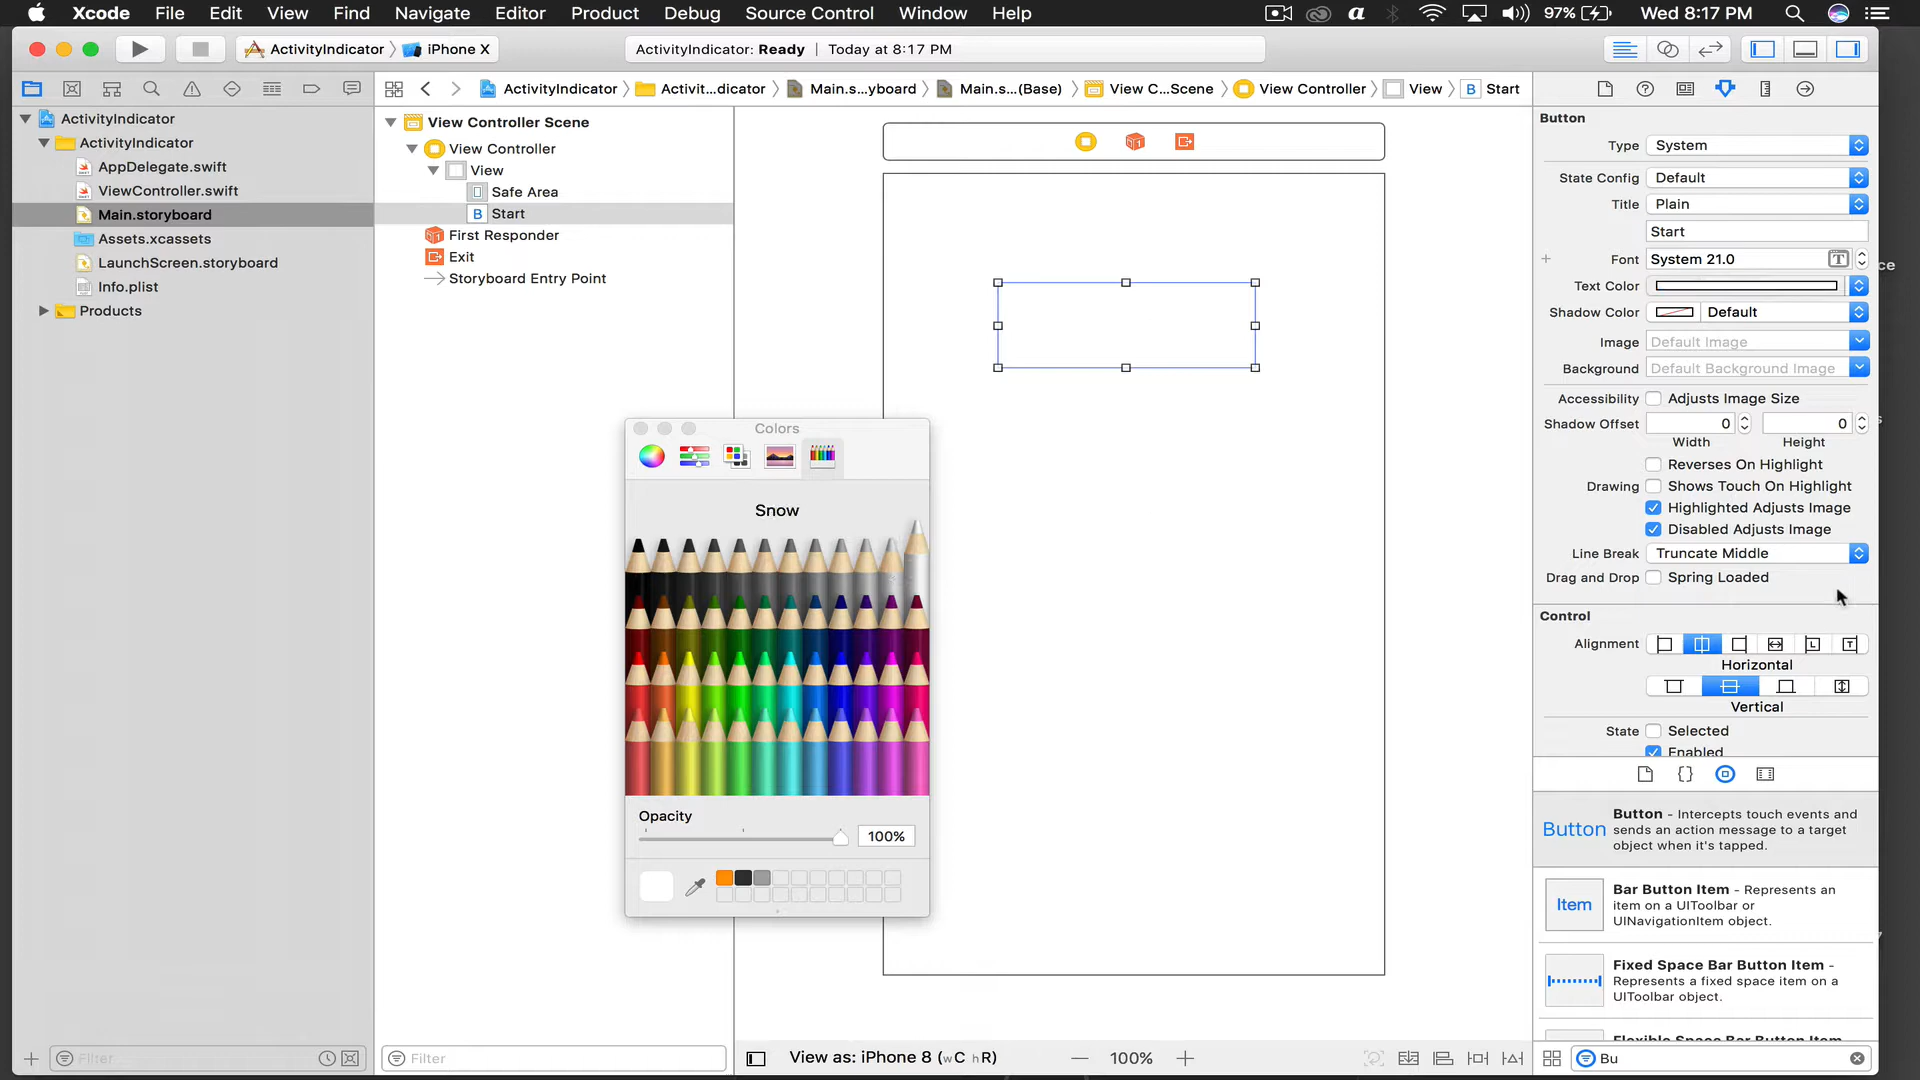 Xcode File Edit View Find Navigate Editor Product Debug Source Control Window Help 97% Wed 8:17 PM
ActivityIndicator iPhone X ActivityIndicator: Ready Today at 8:17 PM
ActivityIndicator Activit...dicator Main.s...yboard Main.s...(Base) View C...Scene View Controller View B Start
ActivityIndicator
ActivityIndicator
AppDelegate.swift
ViewController.swift
Main.storyboard
Assets.xcassets
LaunchScreen.storyboard
Info.plist
Products
Filter
View Controller Scene
View Controller
View
Safe Area
B Start
First Responder
Exit
Storyboard Entry Point
Filter
Colors
Snow
Opacity
100%
View as: iPhone 8 (wC hR)
100%
Button
Type System
State Config Default
Title Plain
Start
Font System 21.0 T
Text Color
Shadow Color Default
Image Default Image
Background Default Background Image
Accessibility Adjusts Image Size
Shadow Offset 0 0
Width Height
Reverses On Highlight
Drawing Shows Touch On Highlight
Highlighted Adjusts Image
Disabled Adjusts Image
Line Break Truncate Middle
Drag and Drop Spring Loaded
Control
Alignment
Horizontal
Vertical
State Selected
Enabled
Button
Button - Intercepts touch events and
sends an action message to a target
object when it's tapped.
Item
Bar Button Item - Represents an
item on a UIToolbar or
UINavigationItem object.
Fixed Space Bar Button Item -
Represents a fixed space item on a
UIToolbar object.
Flexible Space Bar Button Item
Bu
ce